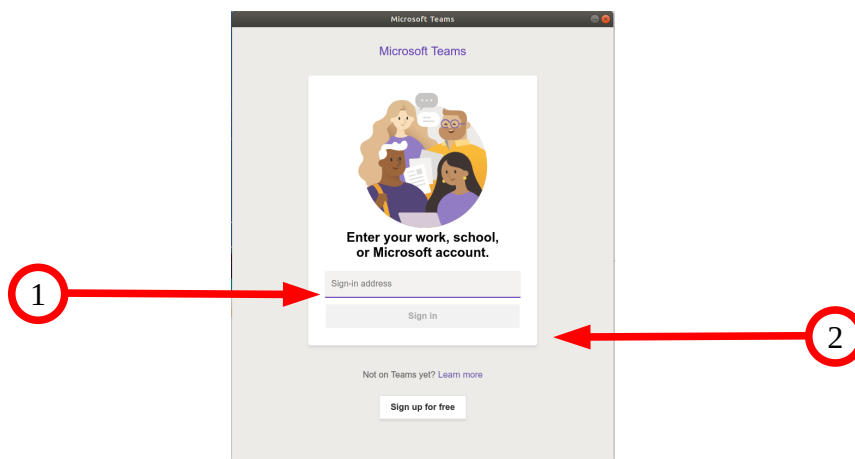 Microsoft Teams
Microsoft Teams
Enter your work, school,
or Microsoft account.
Sign-in address
1
Sign in
2
Not on Teams yet? Learn more
Sign up for free